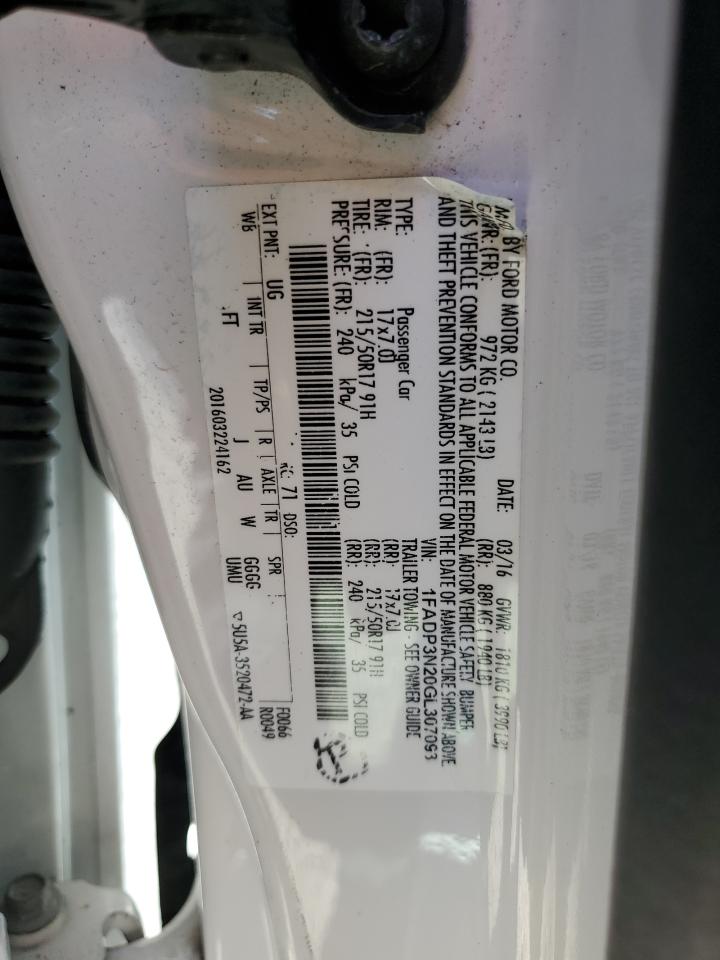 BY FORD MOTOR CO. DATE: 03/16 GVWR: 1810 KG ( 3990 LB)
(FR): 972 KG ( 2143 LB) (RR): 880 KG ( 1940 LB)
THIS VEHICLE CONFORMS TO ALL APPLICABLE FEDERAL MOTOR VEHICLE SAFETY BUMPER
AND THEFT PREVENTION STANDARDS IN EFFECT ON THE DATE OF MANUFACTURE SHOWN ABOVE
VIN: 1FADP3N20GL307093
TYPE: Passenger Car TRAILER TOWING - SEE OWNER GUIDE
RIM: (FR): 17x7.0J (RR): 17x7.0J
TIRE: (FR): 215/50R17 91H (RR): 215/50R17 91H
PRESSURE: (FR): 240 kPa/ 35 PSI COLD (RR): 240 kPa/ 35 PSI COLD
71 DSO: F0066
EXT PNT: UG INT TR TP/PS R AXLE TR SPR R0049
WB .FT J AU W GGGG UMU
201603224162 5U5A-3520472-AA